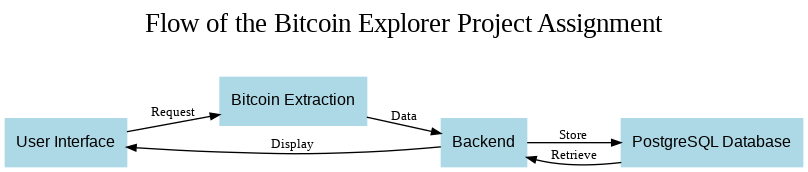 Flow of the Bitcoin Explorer Project Assignment
Bitcoin Extraction
Request
Data
User Interface
Backend
PostgreSQL Database
Display
Store
Retrieve